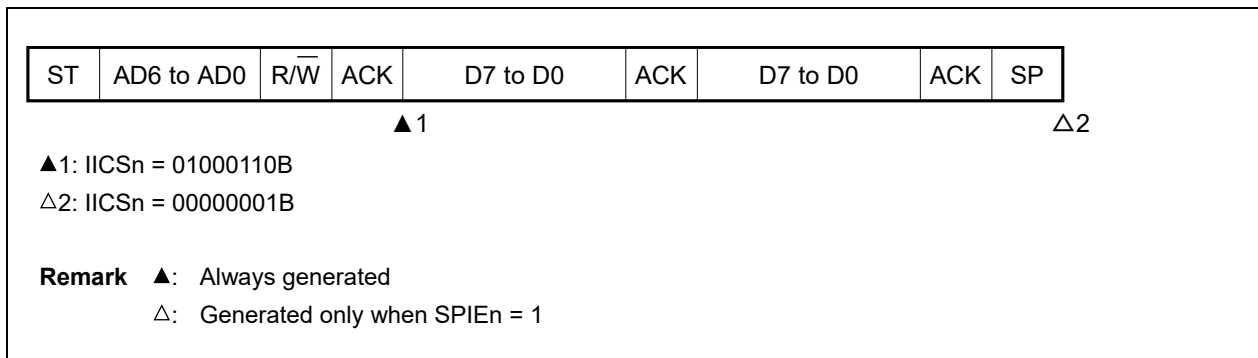 ST AD6 to AD0 R/W̅ ACK D7 to D0 ACK D7 to D0 ACK SP
▲1 △2
▲1: IICSn = 01000110B
△2: IICSn = 00000001B
Remark ▲: Always generated
△: Generated only when SPIEn = 1